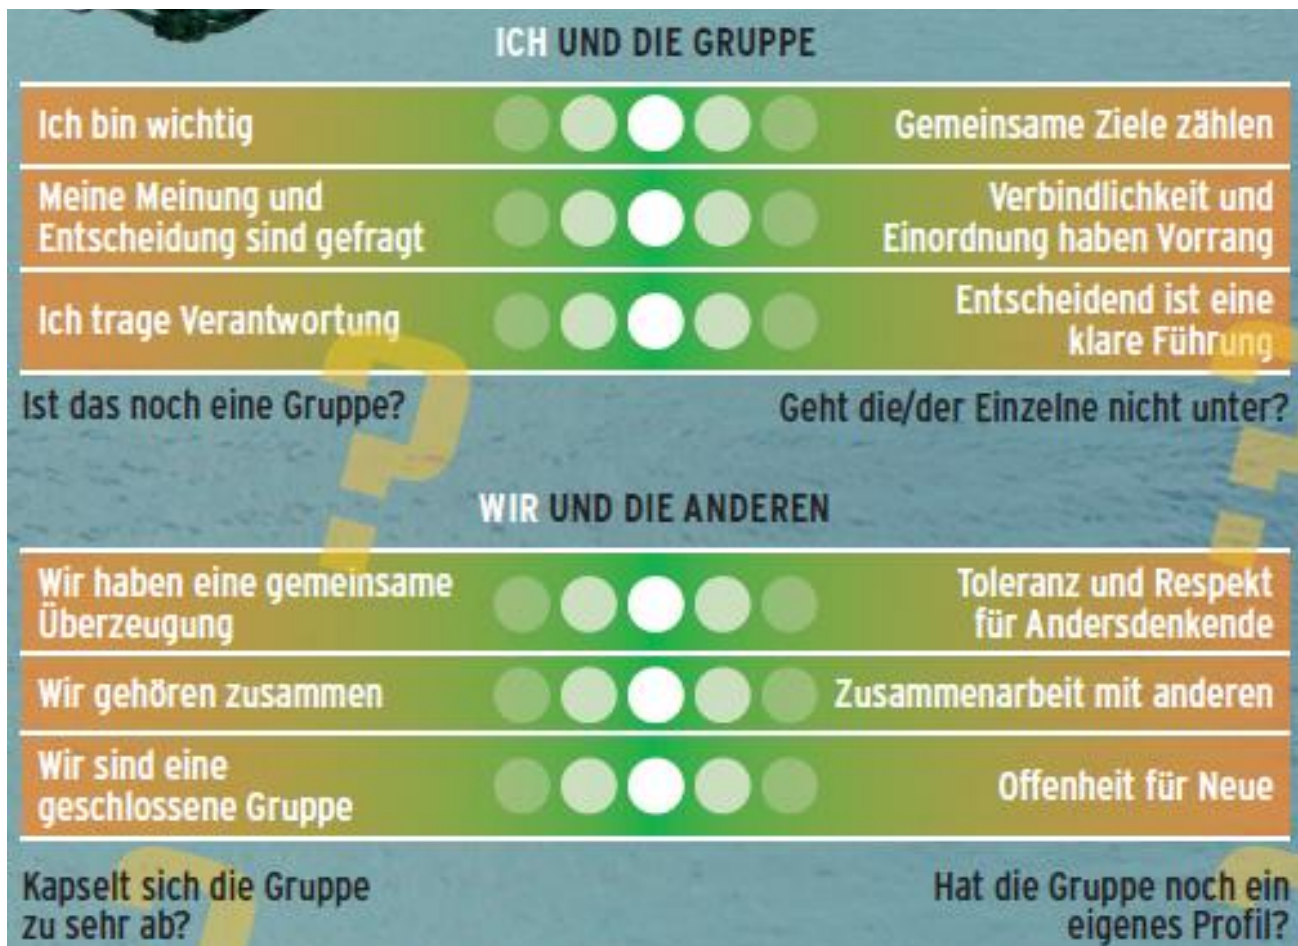 ICH UND DIE GRUPPE
Ich bin wichtig
Gemeinsame Ziele zählen
Meine Meinung und
Entscheidung sind gefragt
Verbindlichkeit und
Einordnung haben Vorrang
Ich trage Verantwortung
Entscheidend ist eine
klare Führung
Ist das noch eine Gruppe?
Geht die/der Einzelne nicht unter?
?
?
WIR UND DIE ANDEREN
Wir haben eine gemeinsame
Überzeugung
Toleranz und Respekt
für Andersdenkende
Wir gehören zusammen
Zusammenarbeit mit anderen
Wir sind eine
geschlossene Gruppe
Offenheit für Neue
Kapselt sich die Gruppe
zu sehr ab?
Hat die Gruppe noch ein
eigenes Profil?